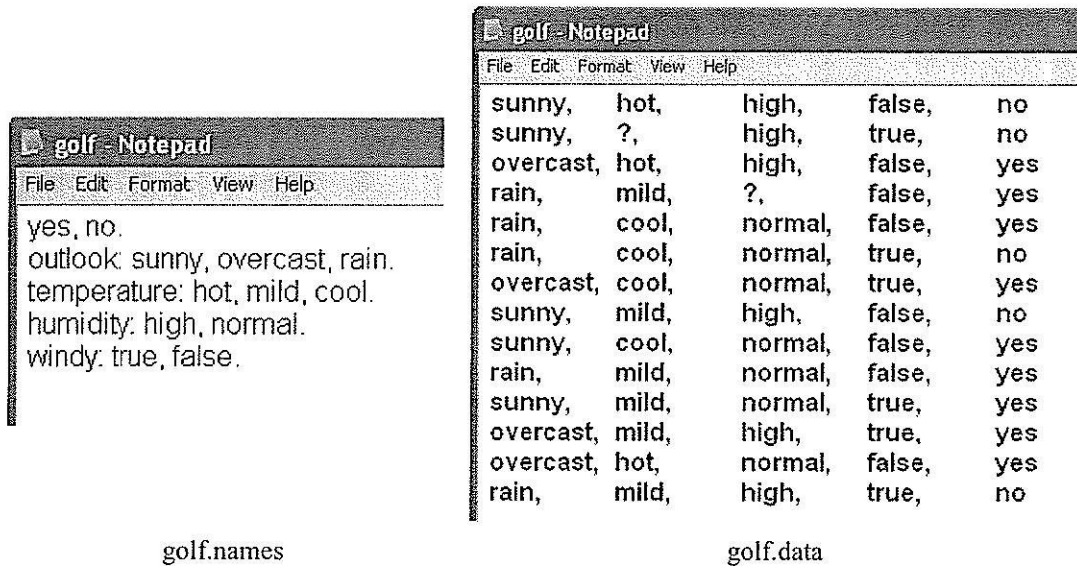 golf - Notepad
File Edit Format View Help
yes, no.
outlook: sunny, overcast, rain.
temperature: hot, mild, cool.
humidity: high, normal.
windy: true, false.
golf.names
golf - Notepad
File Edit Format View Help
sunny, hot, high, false, no
sunny, ?, high, true, no
overcast, hot, high, false, yes
rain, mild, ?, false, yes
rain, cool, normal, false, yes
rain, cool, normal, true, no
overcast, cool, normal, true, yes
sunny, mild, high, false, no
sunny, cool, normal, false, yes
rain, mild, normal, false, yes
sunny, mild, normal, true, yes
overcast, mild, high, true, yes
overcast, hot, normal, false, yes
rain, mild, high, true, no
golf.data